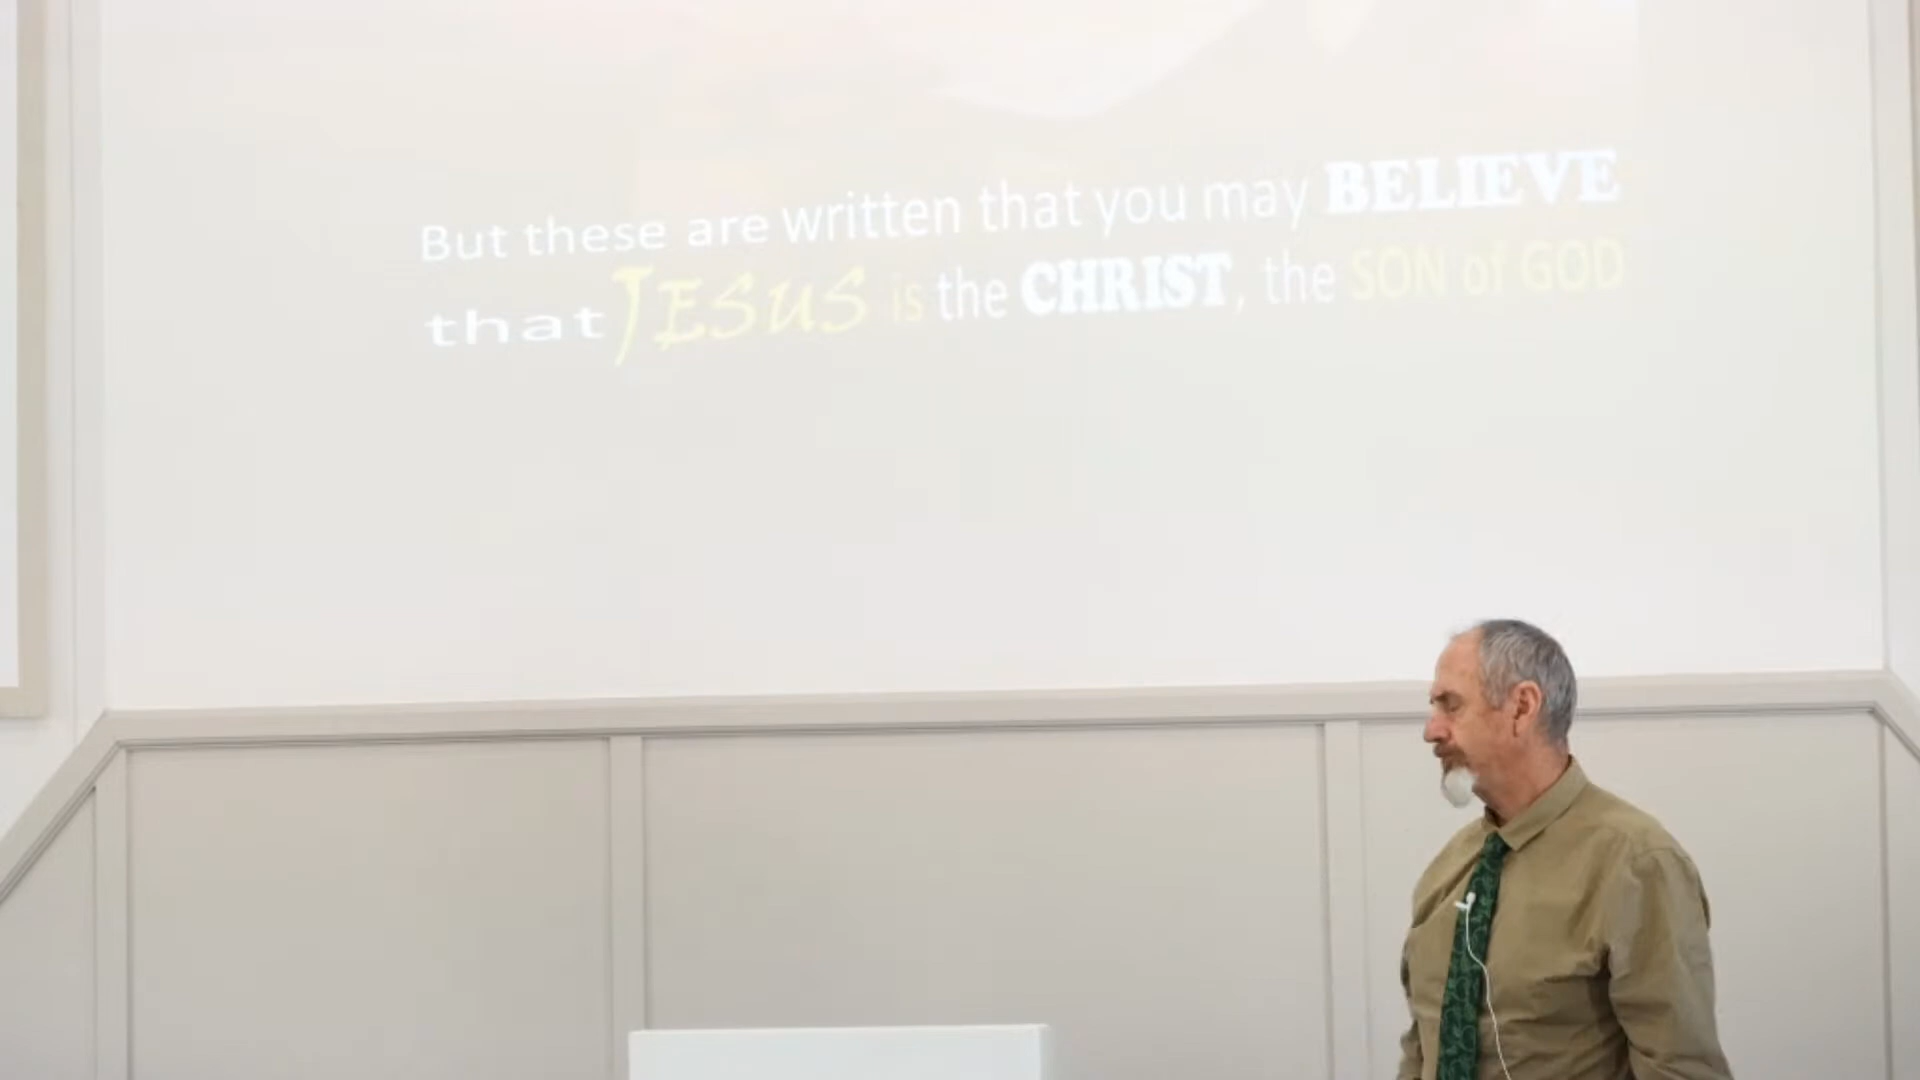 But these are written that you may BELIEVE
that JESUS is the CHRIST, the SON of GOD